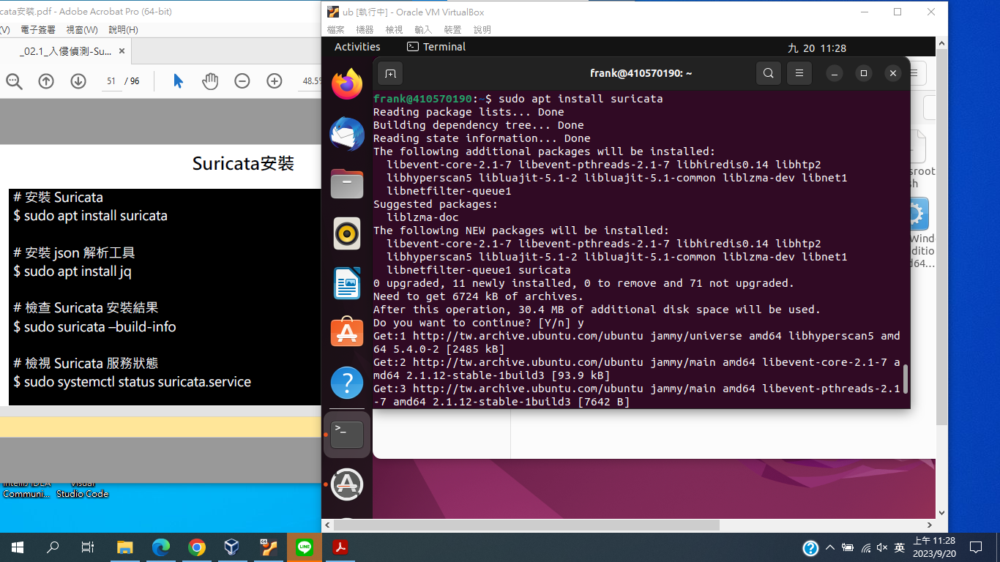 cata安裝.pdf - Adobe Acrobat Pro (64-bit)
(V) 電子簽署 視窗(W) 說明(H)
_02.1_入侵偵測-Su... ×
51 / 96 48.5%
Suricata安裝
# 安裝 Suricata
$ sudo apt install suricata
# 安裝 json 解析工具
$ sudo apt install jq
# 檢查 Suricata 安裝結果
$ sudo suricata –build-info
# 檢視 Suricata 服務狀態
$ sudo systemctl status suricata.service
Communi...
Visual
Studio Code
ub [執行中] - Oracle VM VirtualBox
檔案 機器 檢視 輸入 裝置 說明
Activities Terminal 九 20 11:28
frank@410570190: ~
frank@410570190:~$ sudo apt install suricata
Reading package lists... Done
Building dependency tree... Done
Reading state information... Done
The following additional packages will be installed:
libevent-core-2.1-7 libevent-pthreads-2.1-7 libhiredis0.14 libhtp2
libhyperscan5 libluajit-5.1-2 libluajit-5.1-common liblzma-dev libnet1
libnetfilter-queue1
Suggested packages:
liblzma-doc
The following NEW packages will be installed:
libevent-core-2.1-7 libevent-pthreads-2.1-7 libhiredis0.14 libhtp2
libhyperscan5 libluajit-5.1-2 libluajit-5.1-common liblzma-dev libnet1
libnetfilter-queue1 suricata
0 upgraded, 11 newly installed, 0 to remove and 71 not upgraded.
Need to get 6724 kB of archives.
After this operation, 30.4 MB of additional disk space will be used.
Do you want to continue? [Y/n] y
Get:1 http://tw.archive.ubuntu.com/ubuntu jammy/universe amd64 libhyperscan5 amd
64 5.4.0-2 [2485 kB]
Get:2 http://tw.archive.ubuntu.com/ubuntu jammy/main amd64 libevent-core-2.1-7 a
md64 2.1.12-stable-1build3 [93.9 kB]
Get:3 http://tw.archive.ubuntu.com/ubuntu jammy/main amd64 libevent-pthreads-2.1
-7 amd64 2.1.12-stable-1build3 [7642 B]
sroot
sh
Wind
ditio
d64...
LINE
英
上午 11:28
2023/9/20